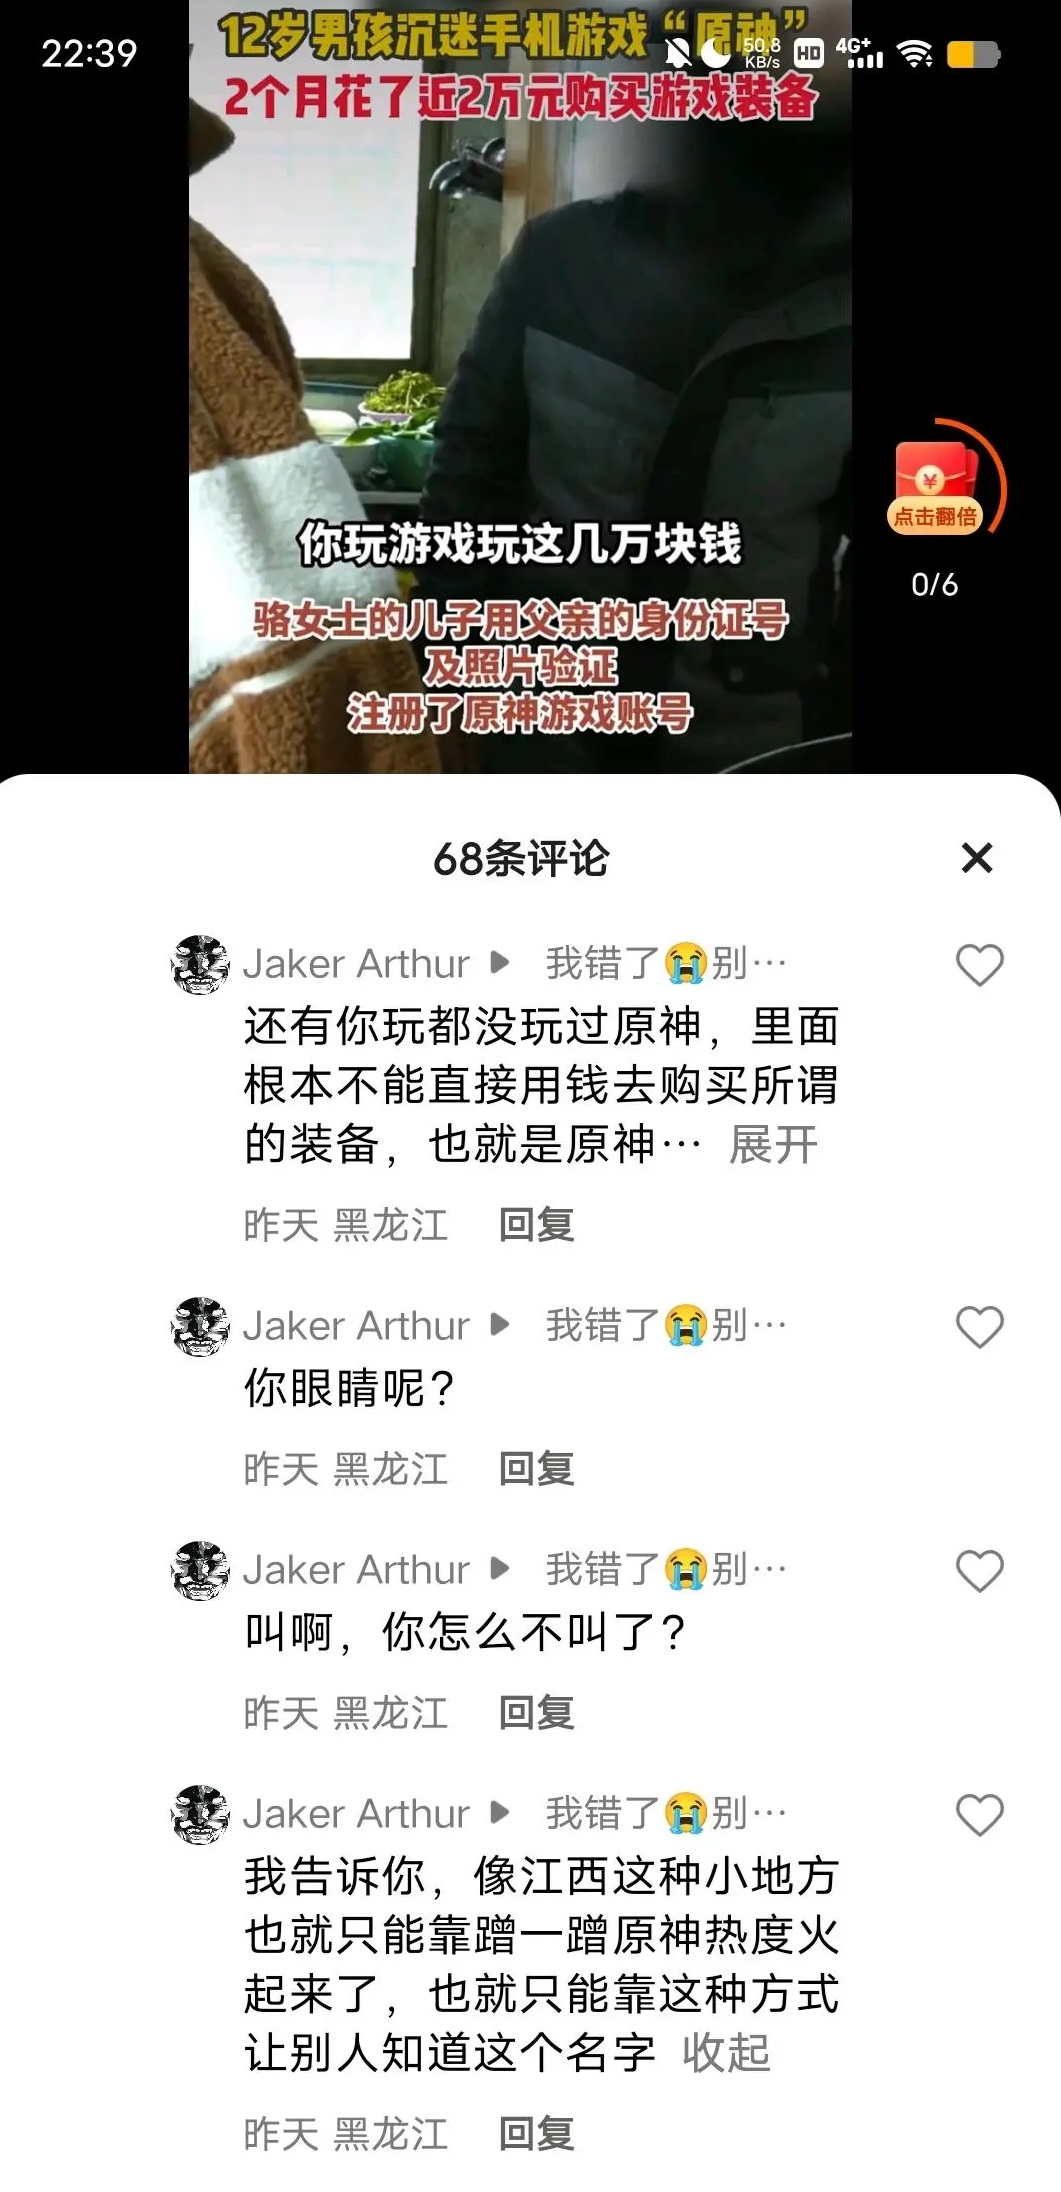 12岁男孩沉迷手机游戏“原神”
22:39
50.8
KB/s
HD
4G+
2个月花了近2万元购买游戏装备
¥
点击翻倍
0/6
你玩游戏玩这几万块钱
骆女士的儿子用父亲的身份证号
及照片验证
注册了原神游戏账号
68条评论
Jaker Arthur ▶ 我错了😭别…
还有你玩都没玩过原神，里面
根本不能直接用钱去购买所谓
的装备，也就是原神… 展开
昨天 黑龙江 回复
Jaker Arthur ▶ 我错了😭别…
你眼睛呢？
昨天 黑龙江 回复
Jaker Arthur ▶ 我错了😭别…
叫啊，你怎么不叫了？
昨天 黑龙江 回复
Jaker Arthur ▶ 我错了😭别…
我告诉你，像江西这种小地方
也就只能靠蹭一蹭原神热度火
起来了，也就只能靠这种方式
让别人知道这个名字 收起
昨天 黑龙江 回复